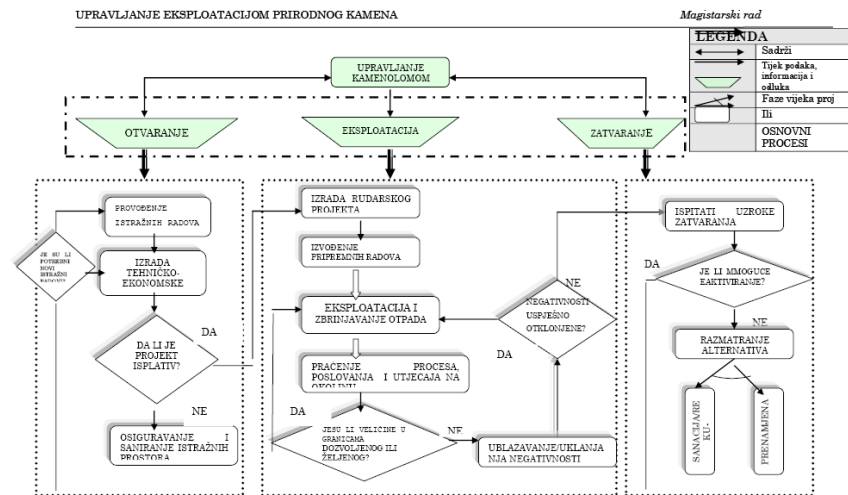 UPRAVLJANJE EKSPLOATACIJOM PRIRODNOG KAMENA
Magistarski rad
LEGENDA
Sadrži
Tijek podaka,
informacija i
odluka
Faze vijeka proj
Ili
OSNOVNI
PROCESI
UPRAVLJANJE
KAMENOLOMOM
OTVARANJE
EKSPLOATACIJA
ZATVARANJE
PROVOĐENJE
ISTRAŽNIH RADOVA
JE SU LI
POTREBNI
NOVI
ISTRAŽNI
RADOVI?
IZRADA
TEHNIČKO-
EKONOMSKE
DA LI JE
PROJEKT
ISPLATIV?
DA
NE
OSIGURAVANJE I
SANIRANJE ISTRAŽNIH
PROSTORA
IZRADA RUDARSKOG
PROJEKTA
IZVOĐENJE
PRIPREMNIH RADOVA
EKSPLOATACIJA I
ZBRINJAVANJE OTPADA
PRAĆENJE PROCESA,
POSLOVANJA I UTJECAJA NA
OKOLINU
DA
JESU LI VELIČINE U
GRANICAMA
DOZVOLJENOG ILI
ŽELJENOG?
NE
UBLAŽAVANJE/UKLANJA
NJA NEGATIVNOSTI
NE
NEGATIVNOSTI
USPJEŠNO
OTKLONJENE?
DA
ISPITATI UZROKE
ZATVARANJA
DA
JE LI MMOGUCE
EAKTIVIRANJE?
NE
RAZMATRANJE
ALTERNATIVA
SANACIJA/RE
KU-
PRENAMJENA